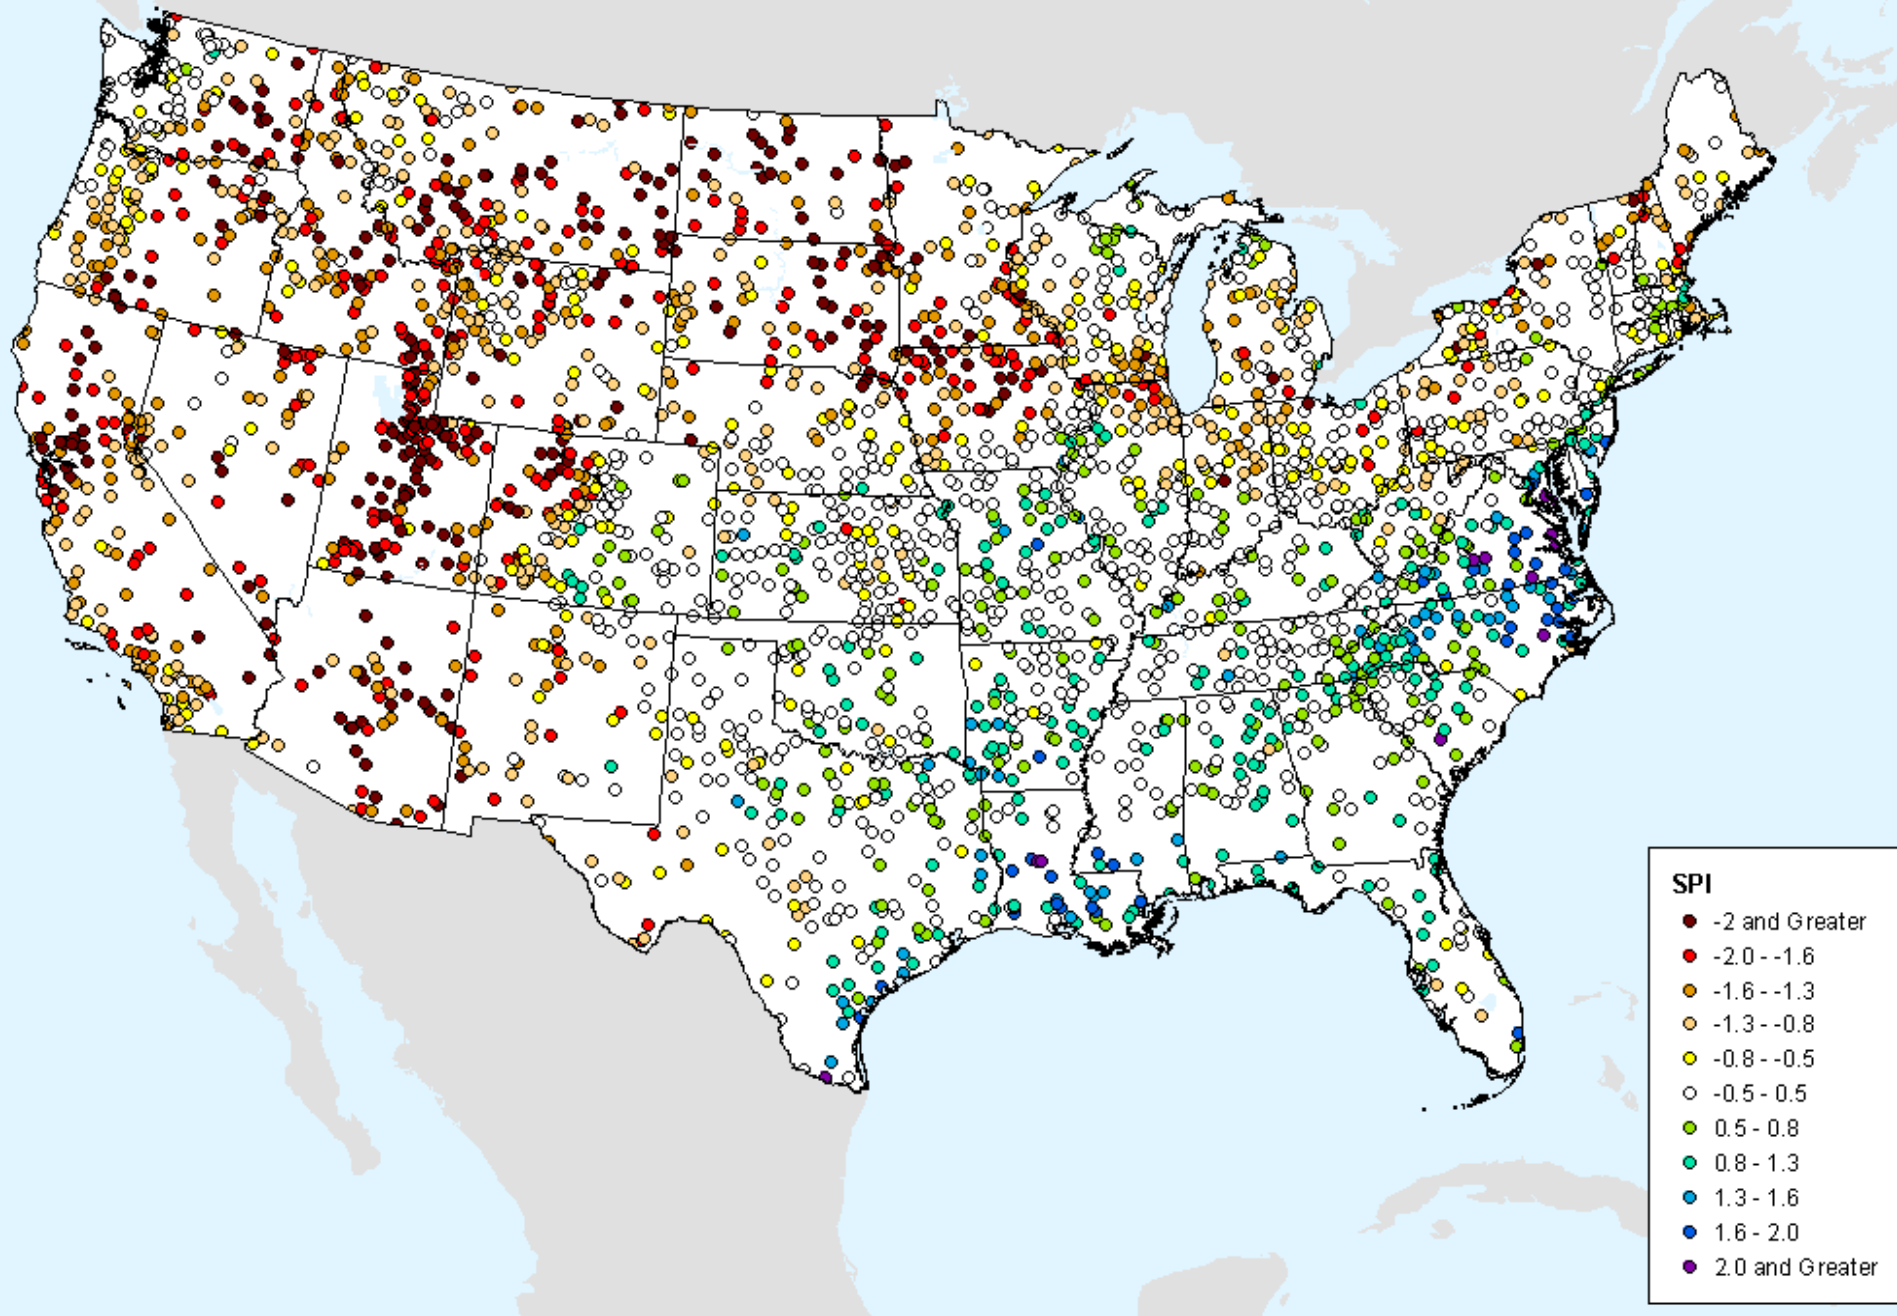 SPI
-2 and Greater
-2.0 - -1.6
-1.6 - -1.3
-1.3 - -0.8
-0.8 - -0.5
-0.5 - 0.5
0.5 - 0.8
0.8 - 1.3
1.3 - 1.6
1.6 - 2.0
2.0 and Greater